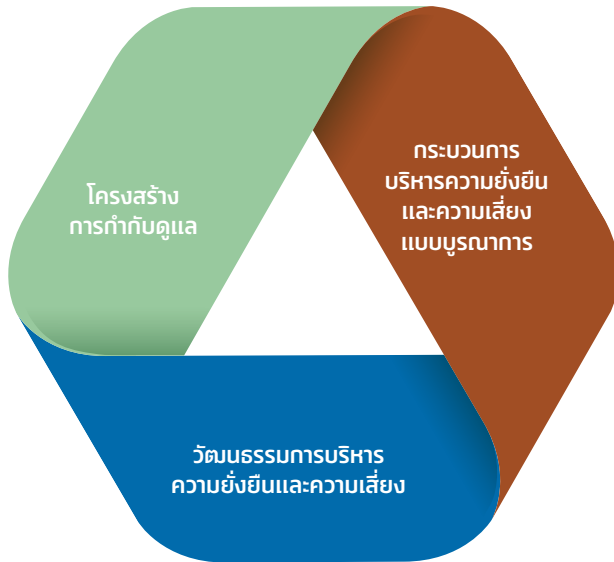 โครงสร้าง
การกำกับดูแล
กระบวนการ
บริหารความยั่งยืน
และความเสี่ยง
แบบบูรณาการ
วัฒนธรรมการบริหาร
ความยั่งยืนและความเสี่ยง